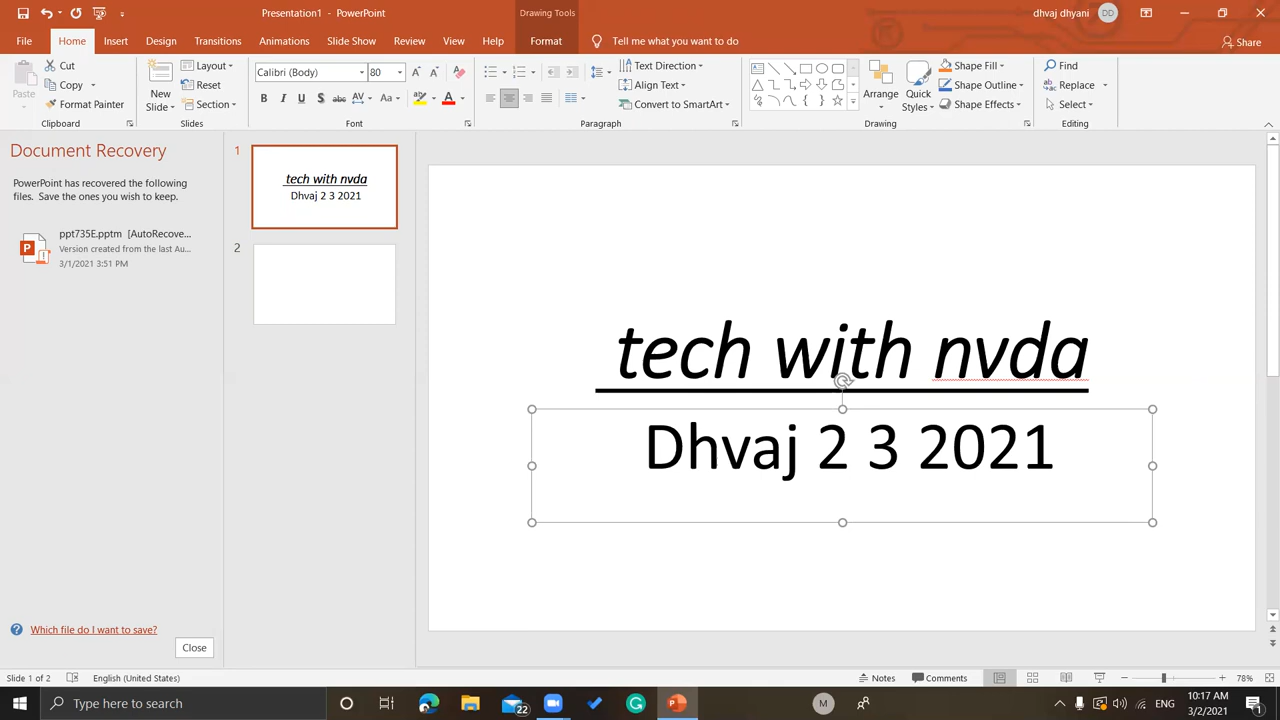 Presentation1 - PowerPoint
Drawing Tools
dhvaj dhyani
DD
File Home Insert Design Transitions Animations Slide Show Review View Help Format Tell me what you want to do
Share
Paste
Cut
Copy
Format Painter
Clipboard
New Slide
Layout
Reset
Section
Slides
Calibri (Body) 80
B I U S abc AV Aa A
Font
Text Direction
Align Text
Convert to SmartArt
Paragraph
Arrange
Quick Styles
Shape Fill
Shape Outline
Shape Effects
Drawing
Find
Replace
Select
Editing
Document Recovery
PowerPoint has recovered the following
files. Save the ones you wish to keep.
ppt735E.pptm [AutoRecove...
Version created from the last Au...
3/1/2021 3:51 PM
Which file do I want to save?
Close
1
tech with nvda
Dhvaj 2 3 2021
2
tech with nvda
Dhvaj 2 3 2021
Slide 1 of 2
English (United States)
Notes
Comments
78%
Type here to search
22
M
ENG
10:17 AM
3/2/2021
1